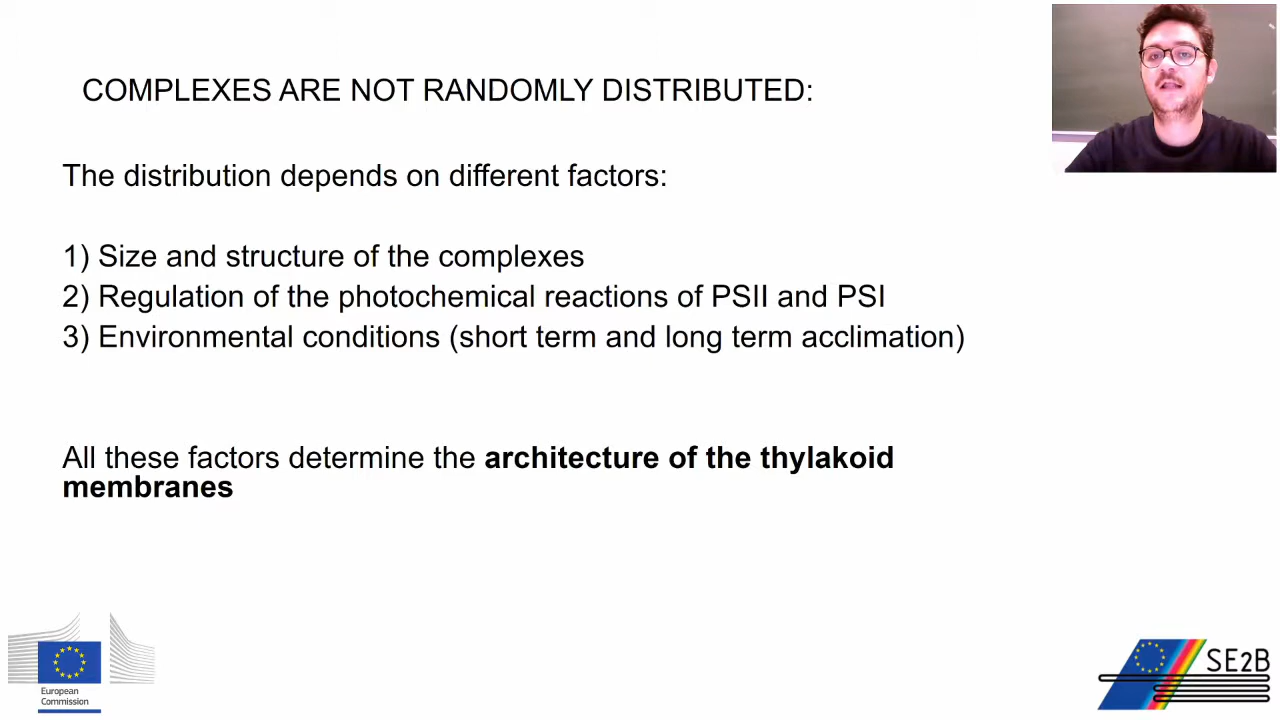 COMPLEXES ARE NOT RANDOMLY DISTRIBUTED:
The distribution depends on different factors:
1) Size and structure of the complexes
2) Regulation of the photochemical reactions of PSII and PSI
3) Environmental conditions (short term and long term acclimation)
All these factors determine the architecture of the thylakoid
membranes
European
Commission
SE2B